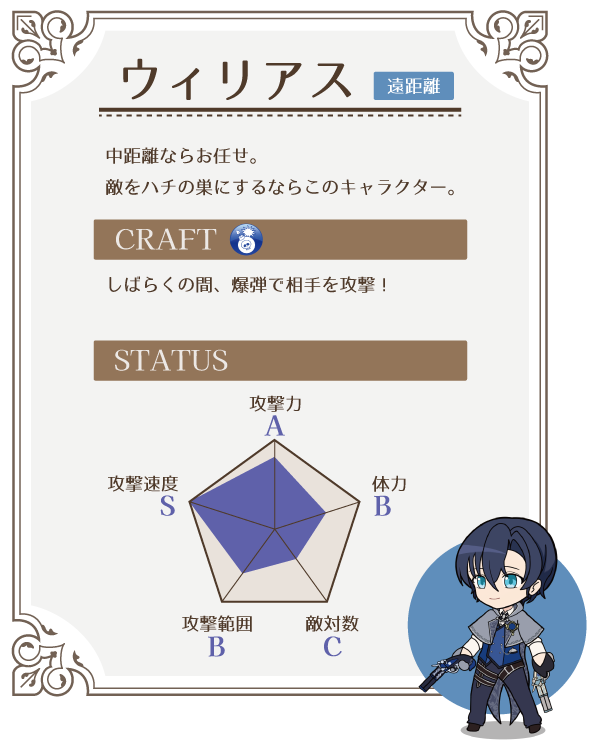 ウィリアス
遠距離
中距離ならお任せ。
敵をハチの巣にするならこのキャラクター。
CRAFT
しばらくの間、爆弾で相手を攻撃！
STATUS
攻撃力
A
攻撃速度
S
体力
B
攻撃範囲
B
敵対数
C